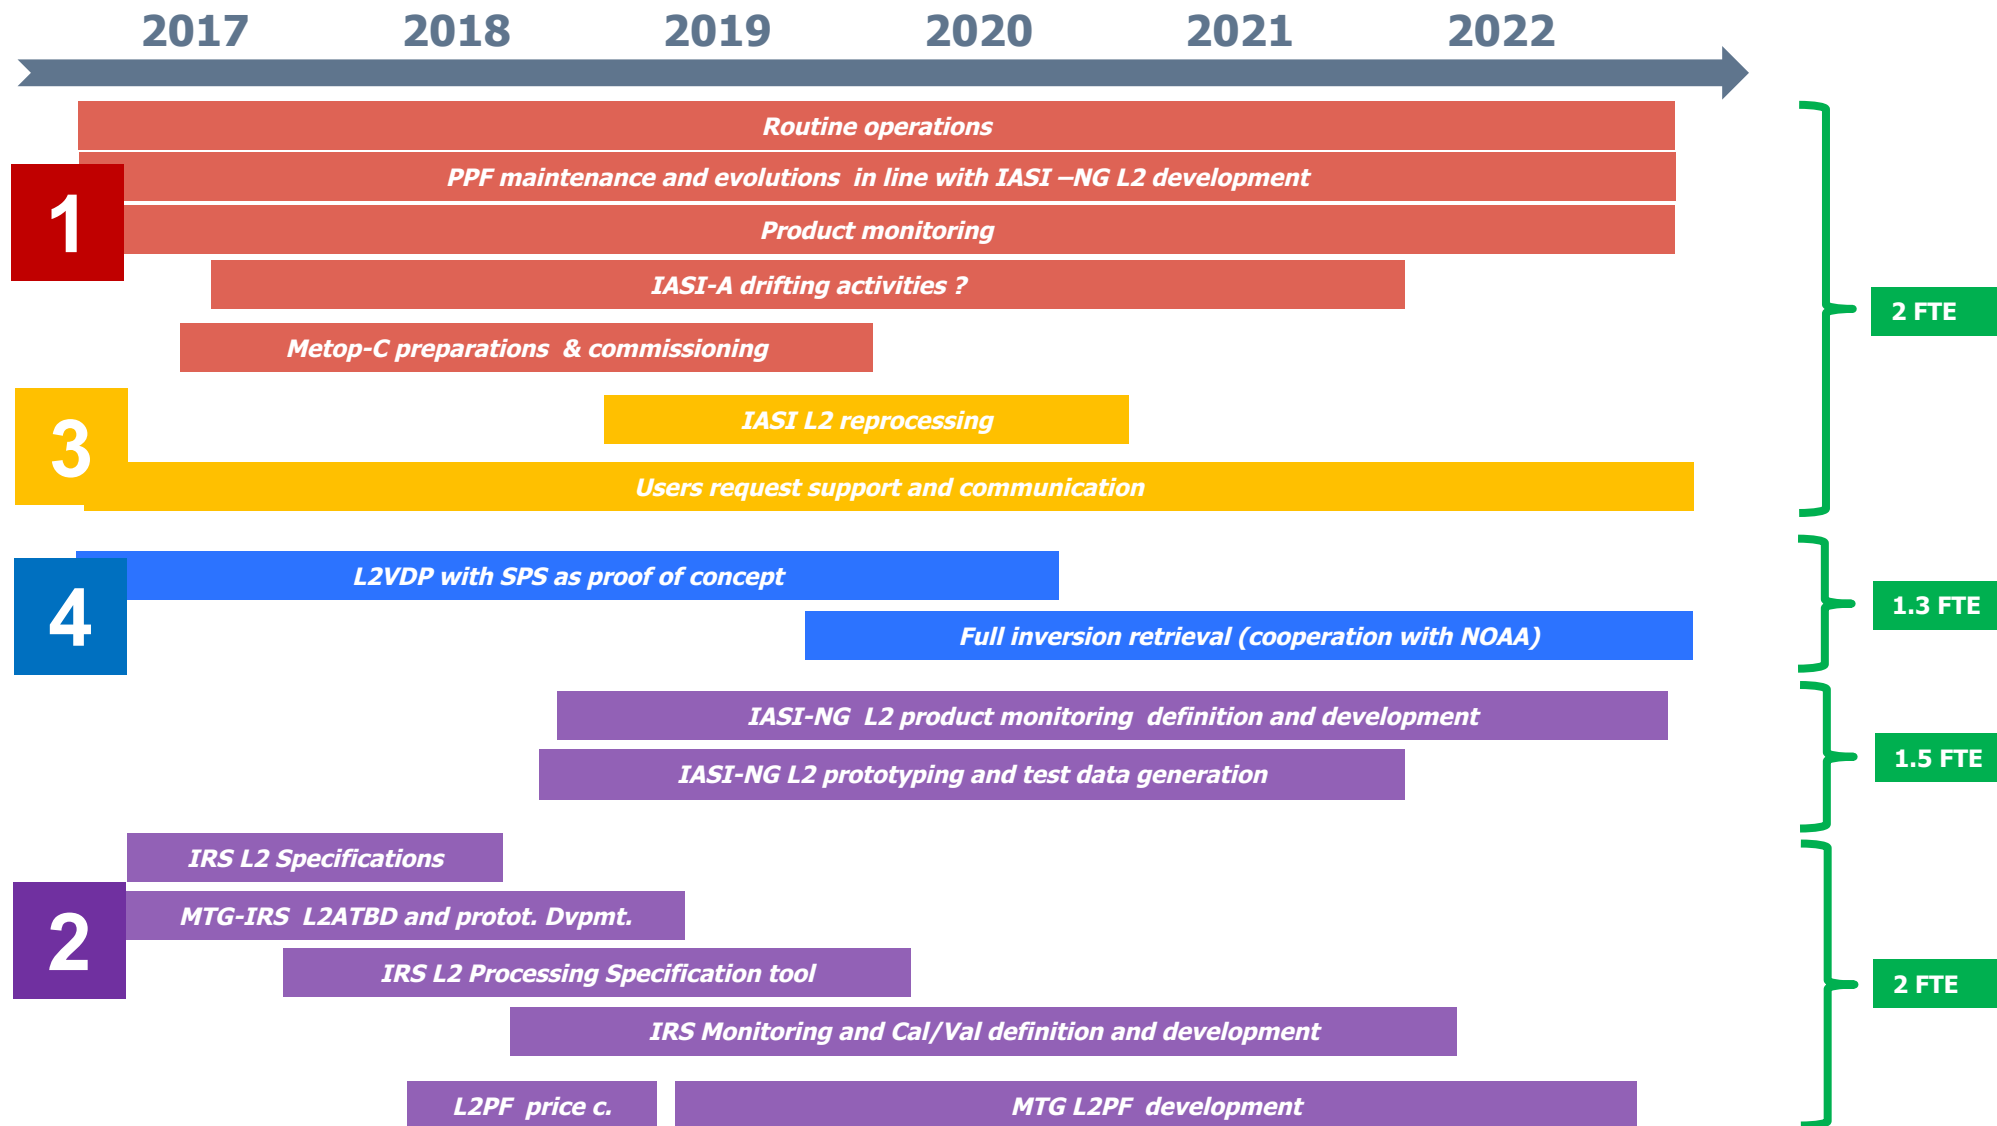 2017 2018 2019 2020 2021 2022
Routine operations
PPF maintenance and evolutions in line with IASI –NG L2 development
1
Product monitoring
IASI-A drifting activities ?
2 FTE
Metop-C preparations & commissioning
IASI L2 reprocessing
3
Users request support and communication
L2VDP with SPS as proof of concept
4
1.3 FTE
Full inversion retrieval (cooperation with NOAA)
IASI-NG L2 product monitoring definition and development
1.5 FTE
IASI-NG L2 prototyping and test data generation
IRS L2 Specifications
MTG-IRS L2ATBD and protot. Dvpmt.
2
IRS L2 Processing Specification tool
2 FTE
IRS Monitoring and Cal/Val definition and development
L2PF price c.
MTG L2PF development